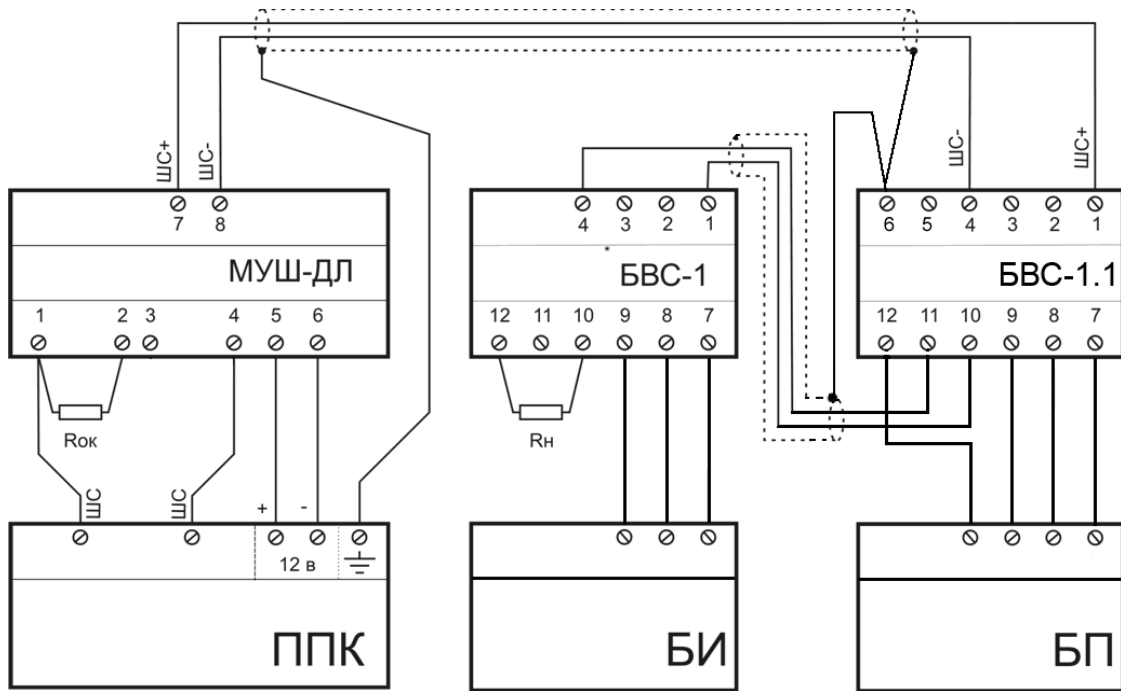 ШС+ ШС- ШС- ШС+
7 8 4 3 2 1 6 5 4 3 2 1
МУШ-ДЛ БВС-1 БВС-1.1
*
1 2 3 4 5 6 12 11 10 9 8 7 12 11 10 9 8 7
Rок Rн
ШС ШС + -
12 в
ППК БИ БП